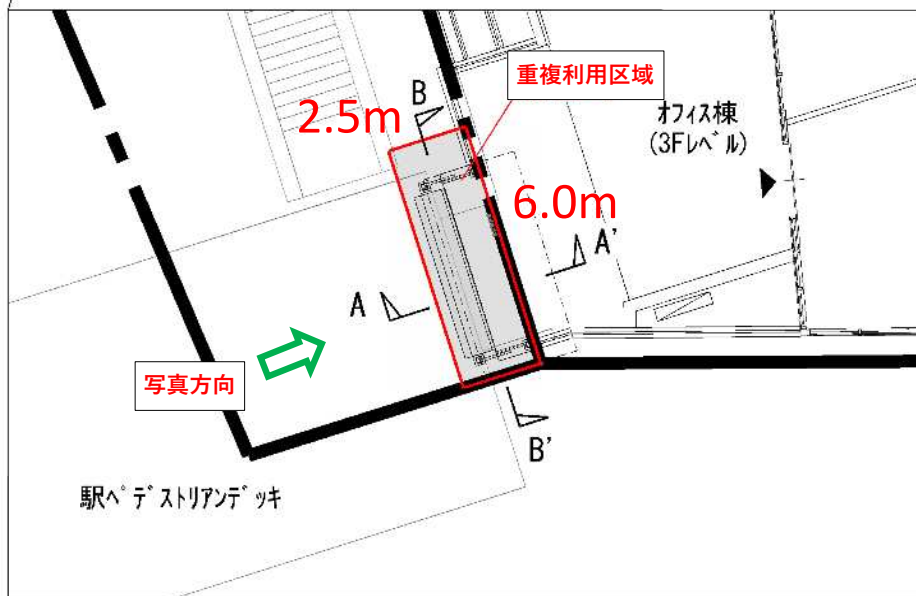 重複利用区域
B
2.5m
オフィス棟
(3Fレベル)
6.0m
A'
A
写真方向
B'
駅ペデストリアンデッキ